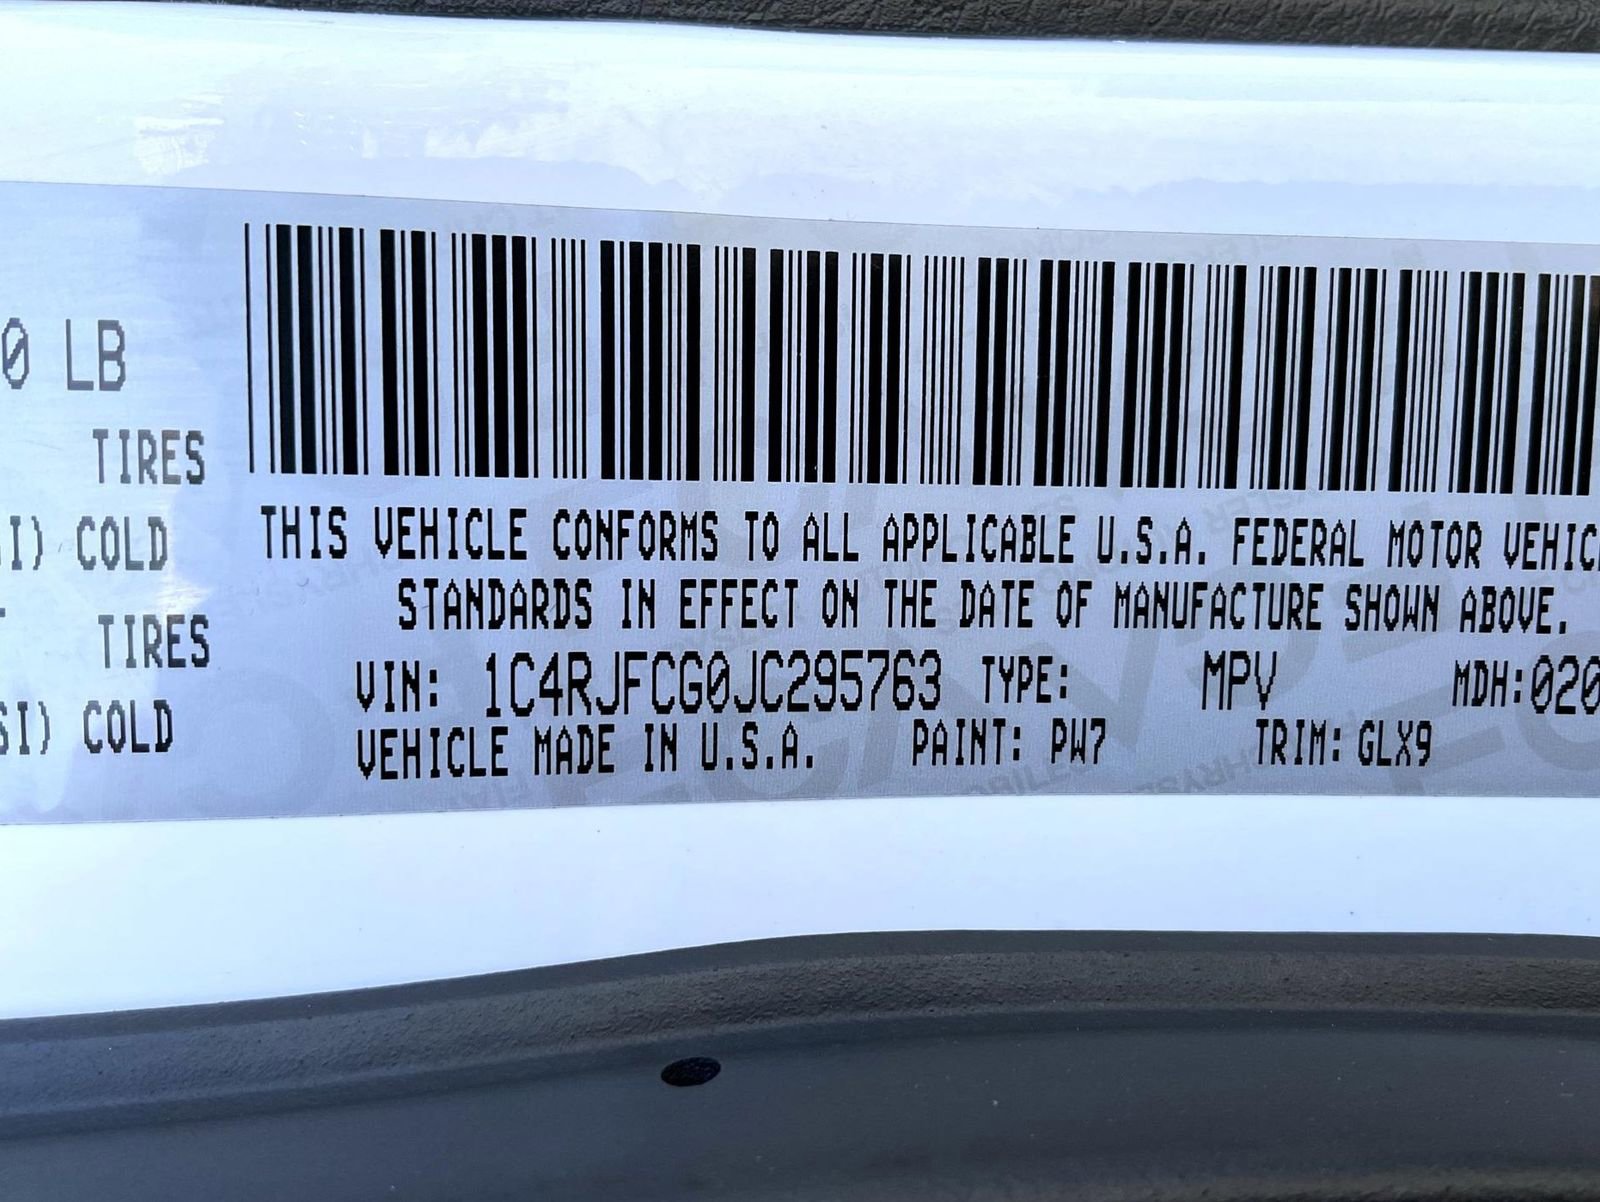 0 LB
TIRES
SI) COLD
TIRES
SI) COLD
THIS VEHICLE CONFORMS TO ALL APPLICABLE U.S.A. FEDERAL MOTOR VEHIC
STANDARDS IN EFFECT ON THE DATE OF MANUFACTURE SHOWN ABOVE.
VIN: 1C4RJFCG0JC295763 TYPE: MPV MDH:020
VEHICLE MADE IN U.S.A. PAINT: PW7 TRIM: GLX9